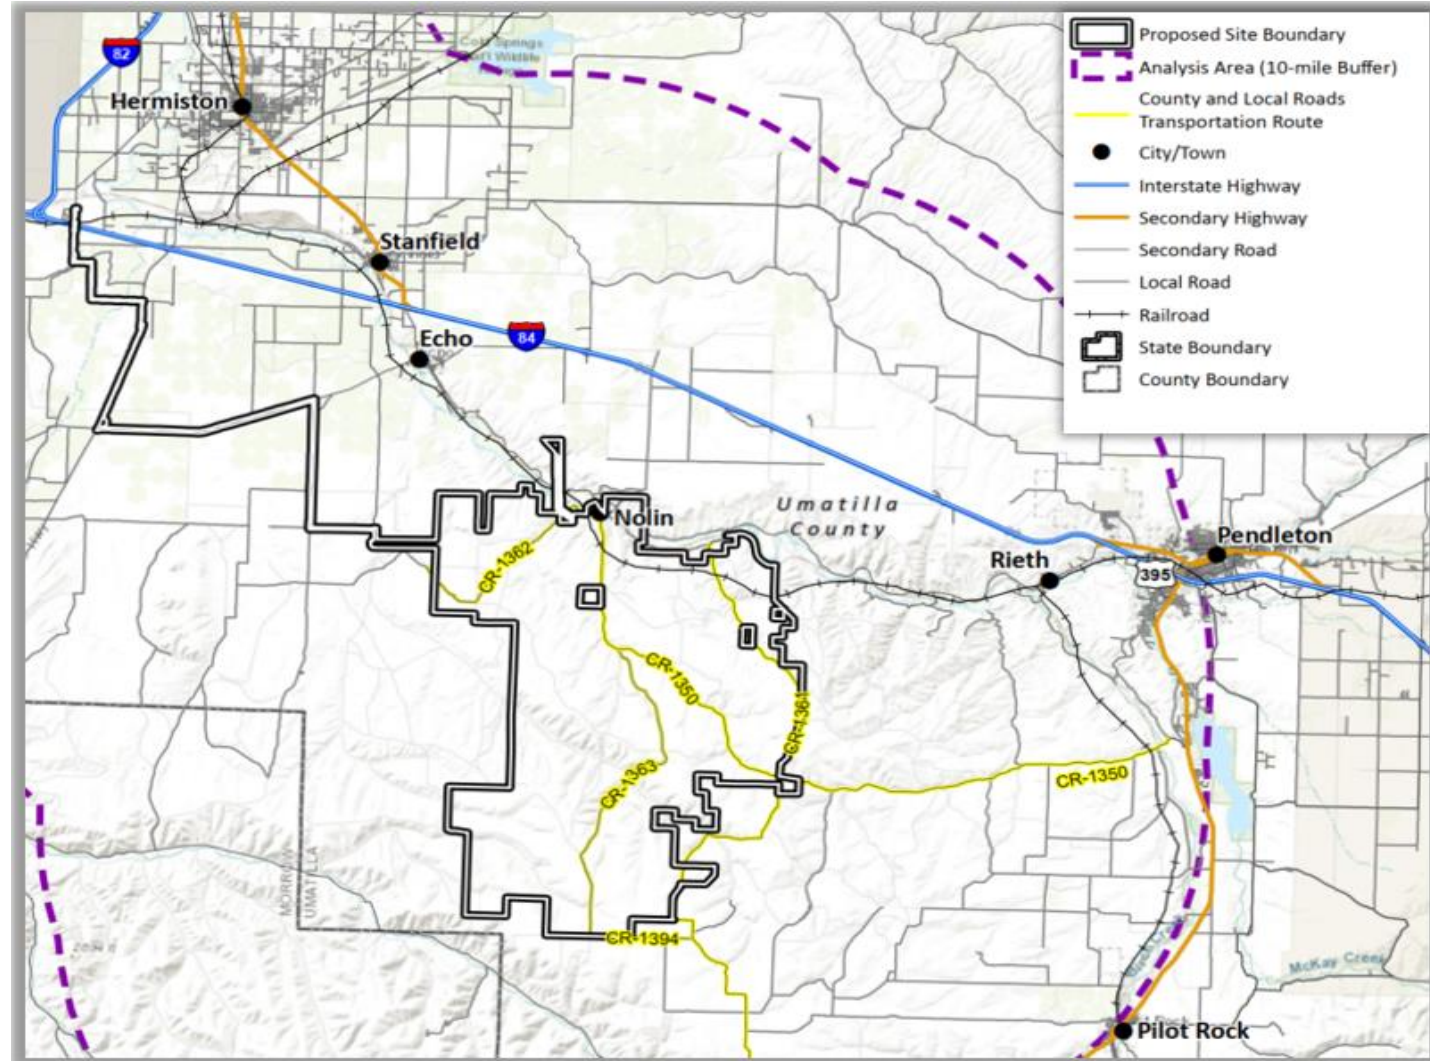 Proposed Site Boundary
Analysis Area (10-mile Buffer)
County and Local Roads
Transportation Route
City/Town
Interstate Highway
Secondary Highway
Secondary Road
Local Road
Railroad
State Boundary
County Boundary
82
Cold Springs
Wildlife
Hermiston
Stanfield
84
Echo
Nolin
Umatilla
County
Rieth
Pendleton
395
CR-1362
CR-1350
CR-1361
CR-1363
CR-1350
MORROW
UMATILLA
CR-1394
McKay Creek
Pilot Rock